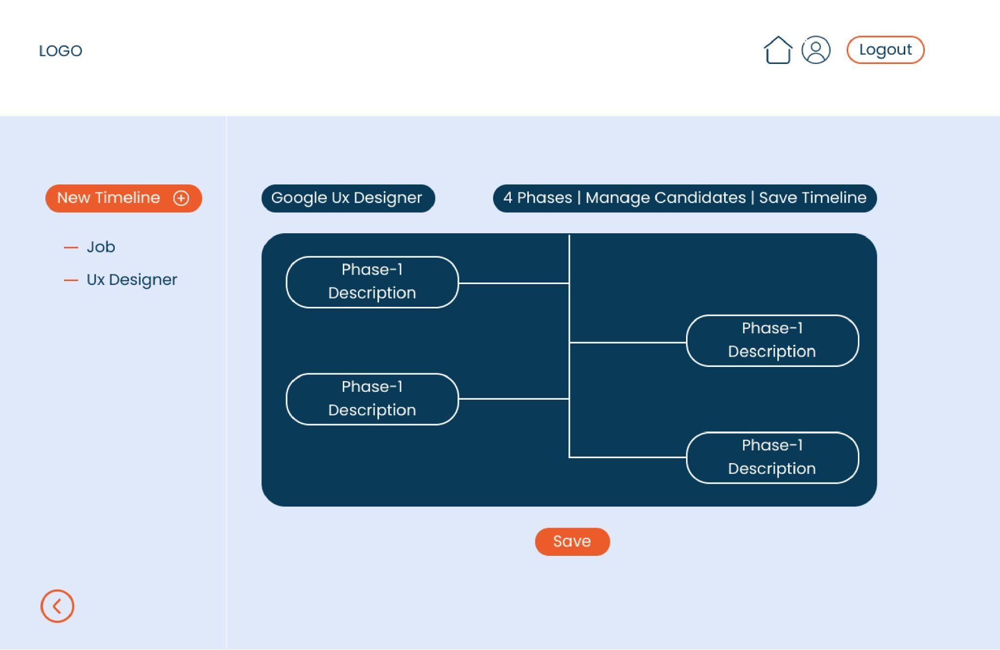 LOGO
Logout
New Timeline
Job
Ux Designer
Google Ux Designer
4 Phases | Manage Candidates | Save Timeline
Phase-1
Description
Phase-1
Description
Phase-1
Description
Phase-1
Description
Save